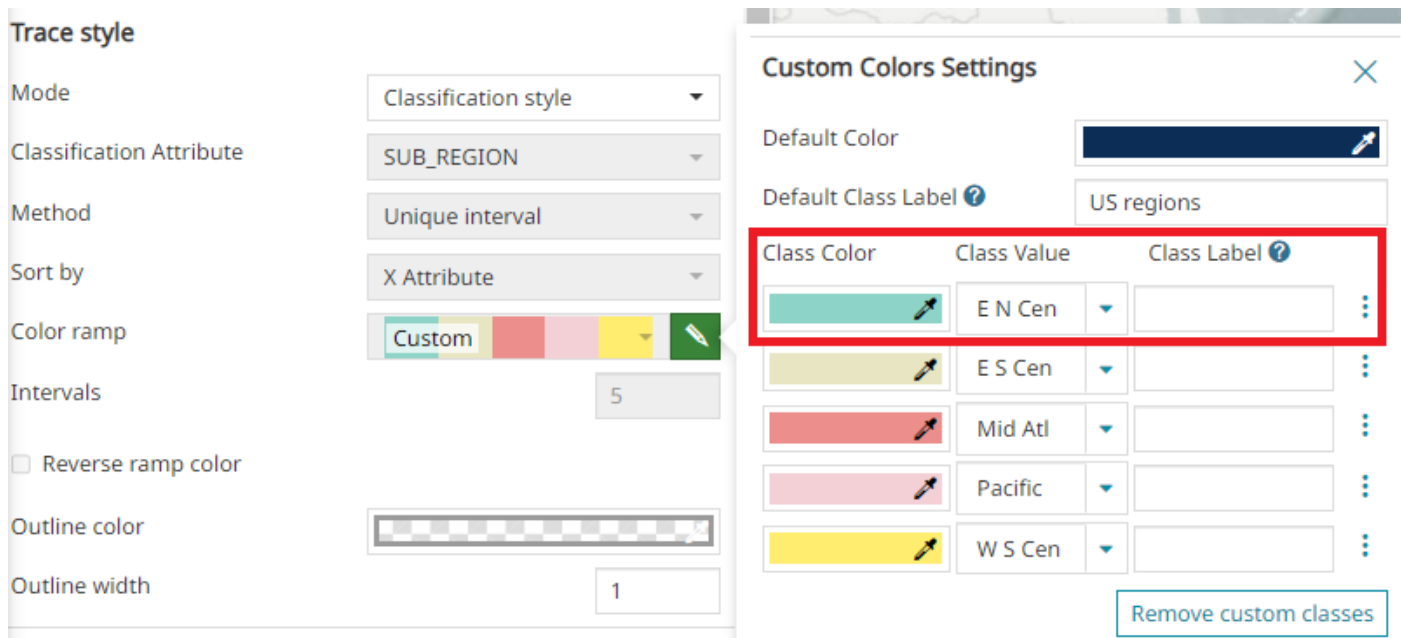 Trace style
Mode
Classification style
Classification Attribute
SUB_REGION
Method
Unique interval
Sort by
X Attribute
Color ramp
Custom
Intervals
5
Reverse ramp color
Outline color
Outline width
1
Custom Colors Settings
Default Color
Default Class Label ?
US regions
Class Color Class Value Class Label ?
E N Cen
E S Cen
Mid Atl
Pacific
W S Cen
Remove custom classes